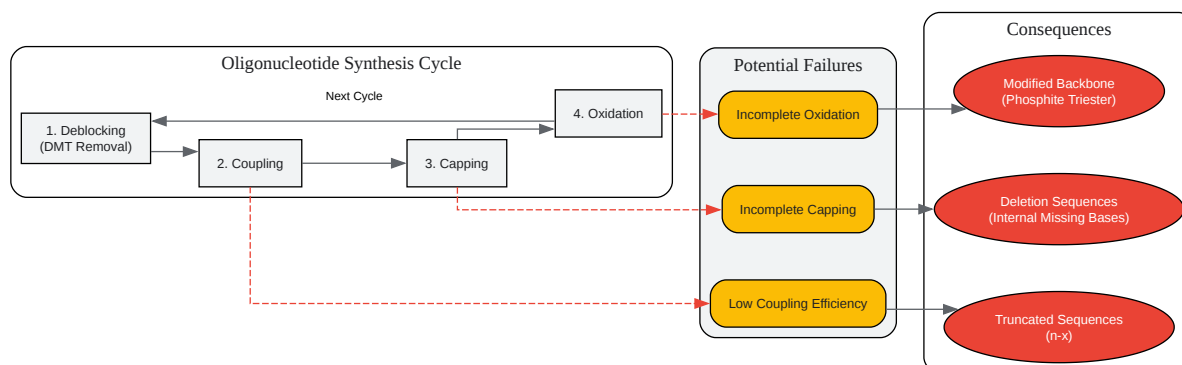 Consequences
Oligonucleotide Synthesis Cycle
Potential Failures
Next Cycle
Modified Backbone
(Phosphite Triester)
1. Deblocking
(DMT Removal)
4. Oxidation
Incomplete Oxidation
2. Coupling
3. Capping
Incomplete Capping
Deletion Sequences
(Internal Missing Bases)
Low Coupling Efficiency
Truncated Sequences
(n-x)